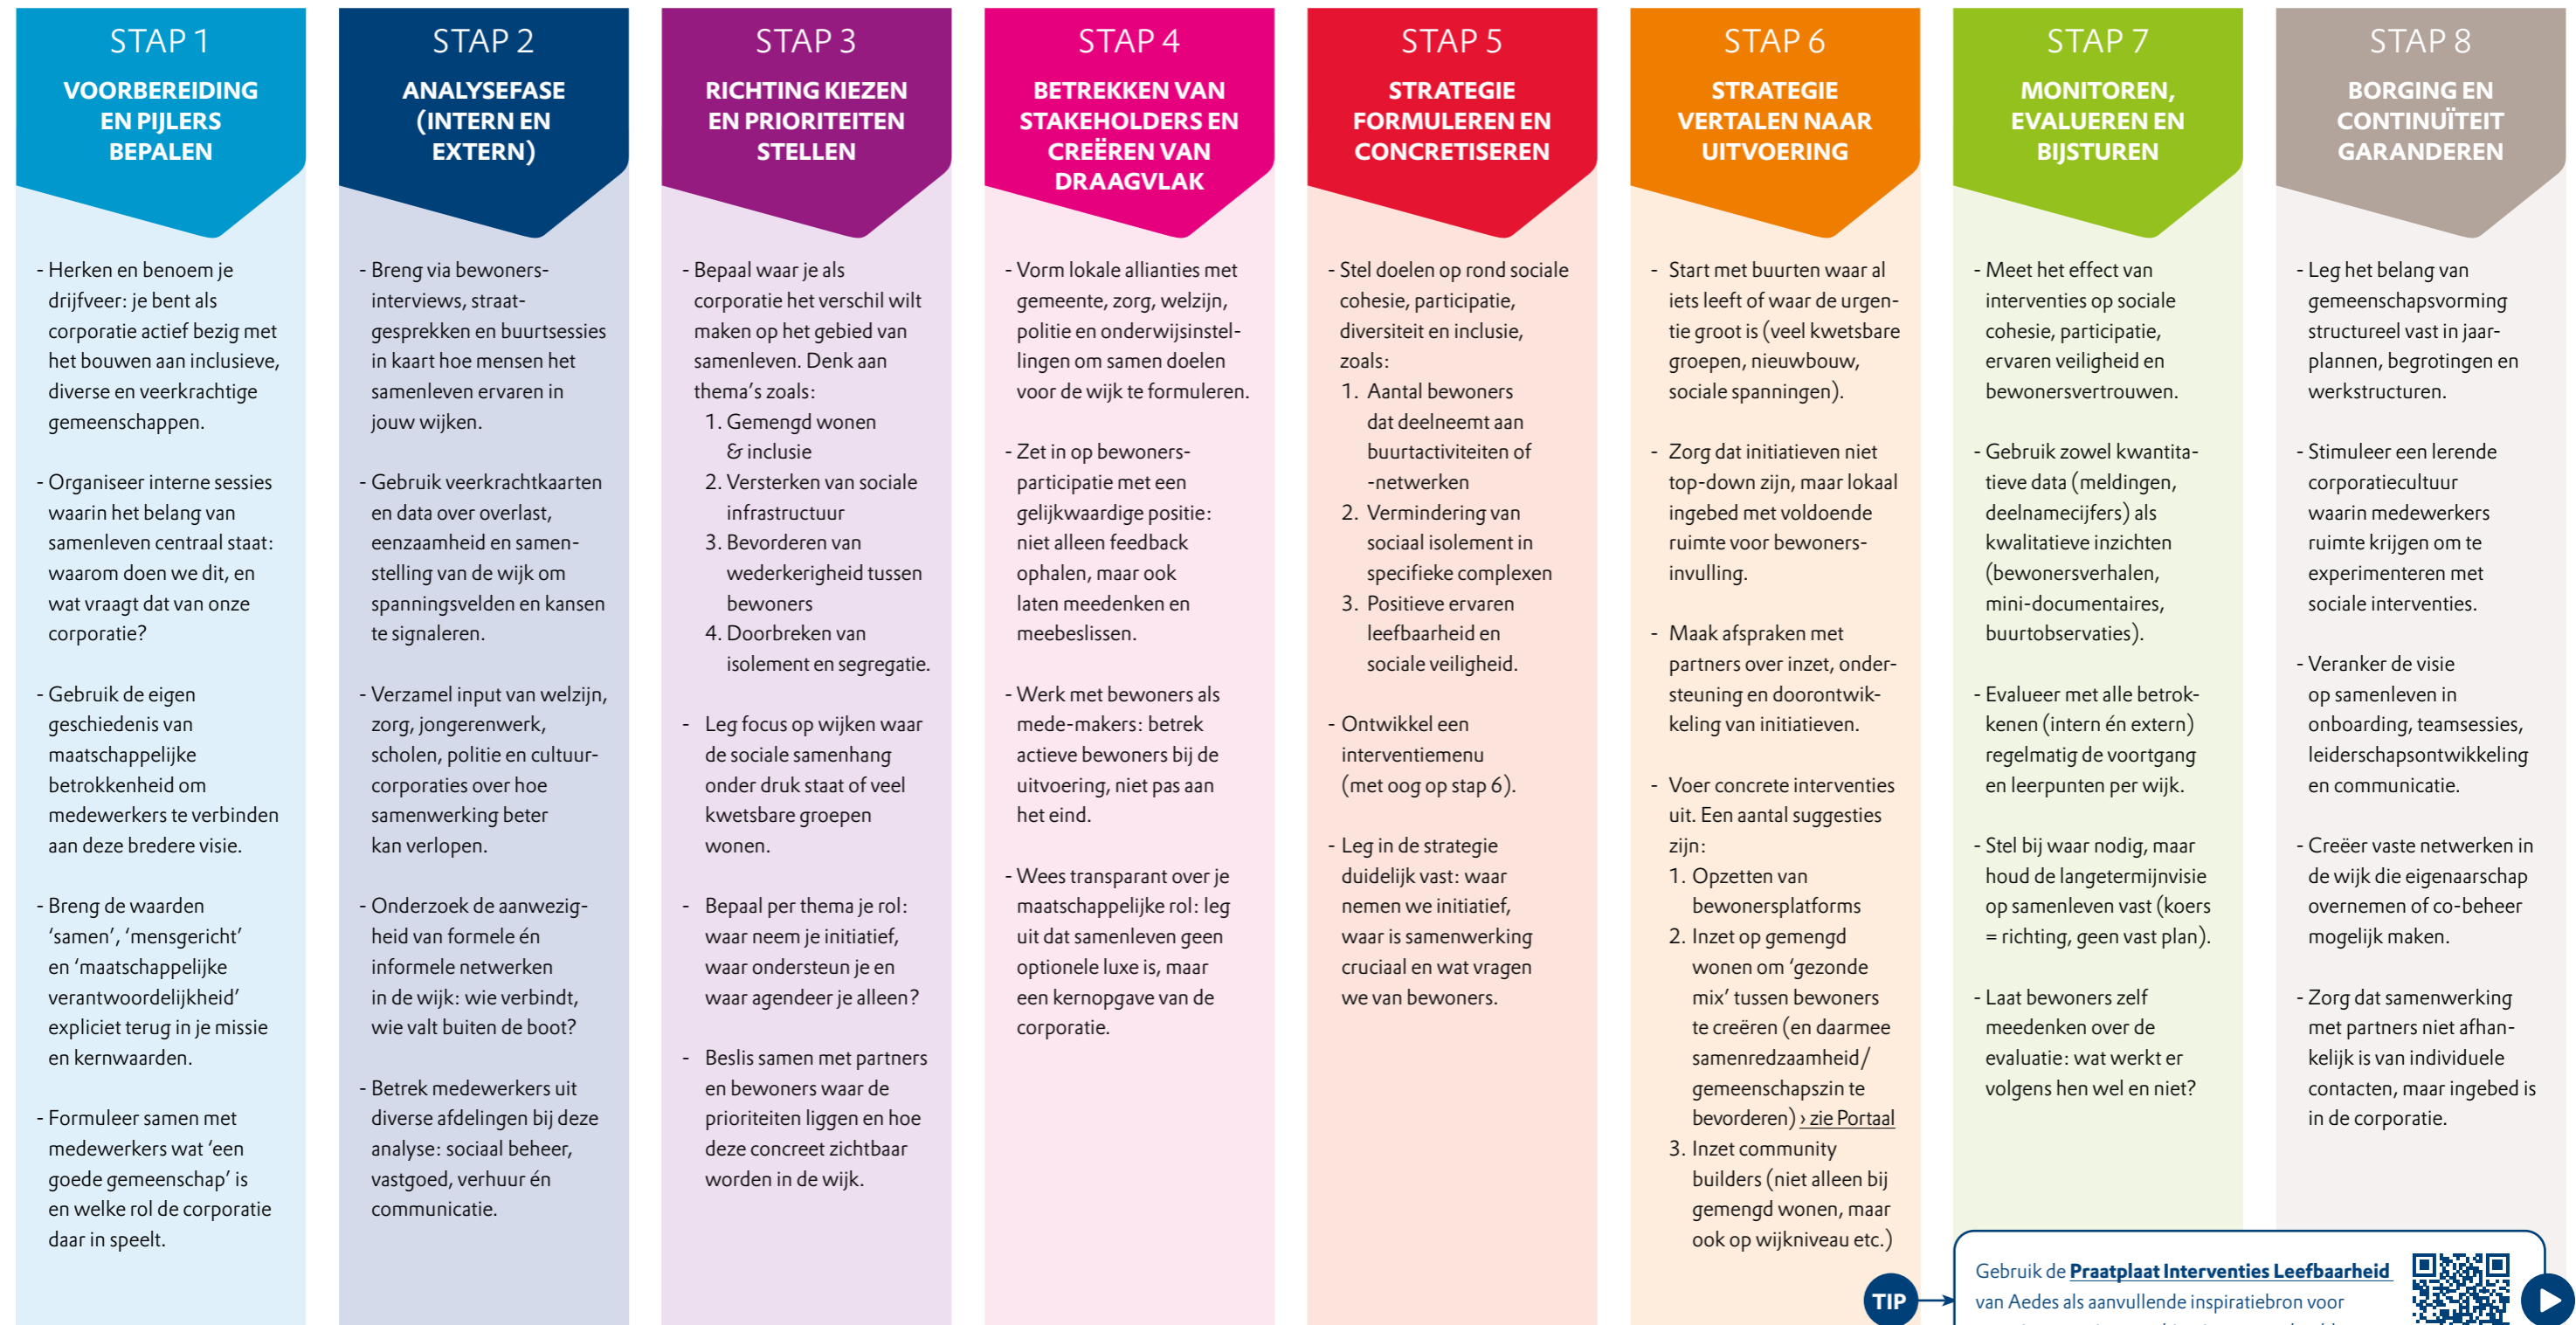 STAP 1
VOORBEREIDING
EN PIJLERS
BEPALEN
- Herken en benoem je
drijfveer: je bent als
corporatie actief bezig met
het bouwen aan inclusieve,
diverse en veerkrachtige
gemeenschappen.
- Organiseer interne sessies
waarin het belang van
samenleven centraal staat:
waarom doen we dit, en
wat vraagt dat van onze
corporatie?
- Gebruik de eigen
geschiedenis van
maatschappelijke
betrokkenheid om
medewerkers te verbinden
aan deze bredere visie.
- Breng de waarden
‘samen’, ‘mensgericht’
en ‘maatschappelijke
verantwoordelijkheid’
expliciet terug in je missie
en kernwaarden.
- Formuleer samen met
medewerkers wat ‘een
goede gemeenschap’ is
en welke rol de corporatie
daar in speelt.
STAP 2
ANALYSEFASE
(INTERN EN
EXTERN)
- Breng via bewoners-
interviews, straat-
gesprekken en buurtsessies
in kaart hoe mensen het
samenleven ervaren in
jouw wijken.
- Gebruik veerkrachtkaarten
en data over overlast,
eenzaamheid en samen-
stelling van de wijk om
spanningsvelden en kansen
te signaleren.
- Verzamel input van welzijn,
zorg, jongerenwerk,
scholen, politie en cultuur-
corporaties over hoe
samenwerking beter
kan verlopen.
- Onderzoek de aanwezig-
heid van formele én
informele netwerken
in de wijk: wie verbindt,
wie valt buiten de boot?
- Betrek medewerkers uit
diverse afdelingen bij deze
analyse: sociaal beheer,
vastgoed, verhuur én
communicatie.
STAP 3
RICHTING KIEZEN
EN PRIORITEITEN
STELLEN
- Bepaal waar je als
corporatie het verschil wilt
maken op het gebied van
samenleven. Denk aan
thema’s zoals:
1. Gemengd wonen
& inclusie
2. Versterken van sociale
infrastructuur
3. Bevorderen van
wederkerigheid tussen
bewoners
4. Doorbreken van
isolement en segregatie.
- Leg focus op wijken waar
de sociale samenhang
onder druk staat of veel
kwetsbare groepen
wonen.
- Bepaal per thema je rol:
waar neem je initiatief,
waar ondersteun je en
waar agendeer je alleen?
- Beslis samen met partners
en bewoners waar de
prioriteiten liggen en hoe
deze concreet zichtbaar
worden in de wijk.
STAP 4
BETREKKEN VAN
STAKEHOLDERS EN
CREËREN VAN
DRAAGVLAK
- Vorm lokale allianties met
gemeente, zorg, welzijn,
politie en onderwijsinstel-
lingen om samen doelen
voor de wijk te formuleren.
- Zet in op bewoners-
participatie met een
gelijkwaardige positie:
niet alleen feedback
ophalen, maar ook
laten meedenken en
meebeslissen.
- Werk met bewoners als
mede-makers: betrek
actieve bewoners bij de
uitvoering, niet pas aan
het eind.
- Wees transparant over je
maatschappelijke rol: leg
uit dat samenleven geen
optionele luxe is, maar
een kernopgave van de
corporatie.
STAP 5
STRATEGIE
FORMULEREN EN
CONCRETISEREN
- Stel doelen op rond sociale
cohesie, participatie,
diversiteit en inclusie,
zoals:
1. Aantal bewoners
dat deelneemt aan
buurtactiviteiten of
-netwerken
2. Vermindering van
sociaal isolement in
specifieke complexen
3. Positieve ervaren
leefbaarheid en
sociale veiligheid.
- Ontwikkel een
interventiemenu
(met oog op stap 6).
- Leg in de strategie
duidelijk vast: waar
nemen we initiatief,
waar is samenwerking
cruciaal en wat vragen
we van bewoners.
STAP 6
STRATEGIE
VERTALEN NAAR
UITVOERING
- Start met buurten waar al
iets leeft of waar de urgen-
tie groot is (veel kwetsbare
groepen, nieuwbouw,
sociale spanningen).
- Zorg dat initiatieven niet
top-down zijn, maar lokaal
ingebed met voldoende
ruimte voor bewoners-
invulling.
- Maak afspraken met
partners over inzet, onder-
steuning en doorontwik-
keling van initiatieven.
- Voer concrete interventies
uit. Een aantal suggesties
zijn:
1. Opzetten van
bewonersplatforms
2. Inzet op gemengd
wonen om ‘gezonde
mix’ tussen bewoners
te creëren (en daarmee
samenredzaamheid/
gemeenschapszin te
bevorderen) › zie Portaal
3. Inzet community
builders (niet alleen bij
gemengd wonen, maar
ook op wijkniveau etc.)
STAP 7
MONITOREN,
EVALUEREN EN
BIJSTUREN
- Meet het effect van
interventies op sociale
cohesie, participatie,
ervaren veiligheid en
bewonersvertrouwen.
- Gebruik zowel kwantita-
tieve data (meldingen,
deelnamecijfers) als
kwalitatieve inzichten
(bewonersverhalen,
mini-documentaires,
buurtobservaties).
- Evalueer met alle betrok-
kenen (intern én extern)
regelmatig de voortgang
en leerpunten per wijk.
- Stel bij waar nodig, maar
houd de langetermijnvisie
op samenleven vast (koers
= richting, geen vast plan).
- Laat bewoners zelf
meedenken over de
evaluatie: wat werkt er
volgens hen wel en niet?
STAP 8
BORGING EN
CONTINUÏTEIT
GARANDEREN
- Leg het belang van
gemeenschapsvorming
structureel vast in jaar-
plannen, begrotingen en
werkstructuren.
- Stimuleer een lerende
corporatiecultuur
waarin medewerkers
ruimte krijgen om te
experimenteren met
sociale interventies.
- Veranker de visie
op samenleven in
onboarding, teamsessies,
leiderschapsontwikkeling
en communicatie.
- Creëer vaste netwerken in
de wijk die eigenaarschap
overnemen of co-beheer
mogelijk maken.
- Zorg dat samenwerking
met partners niet afhan-
kelijk is van individuele
contacten, maar ingebed is
in de corporatie.
TIP
Gebruik de Praatplaat Interventies Leefbaarheid
van Aedes als aanvullende inspiratiebron voor